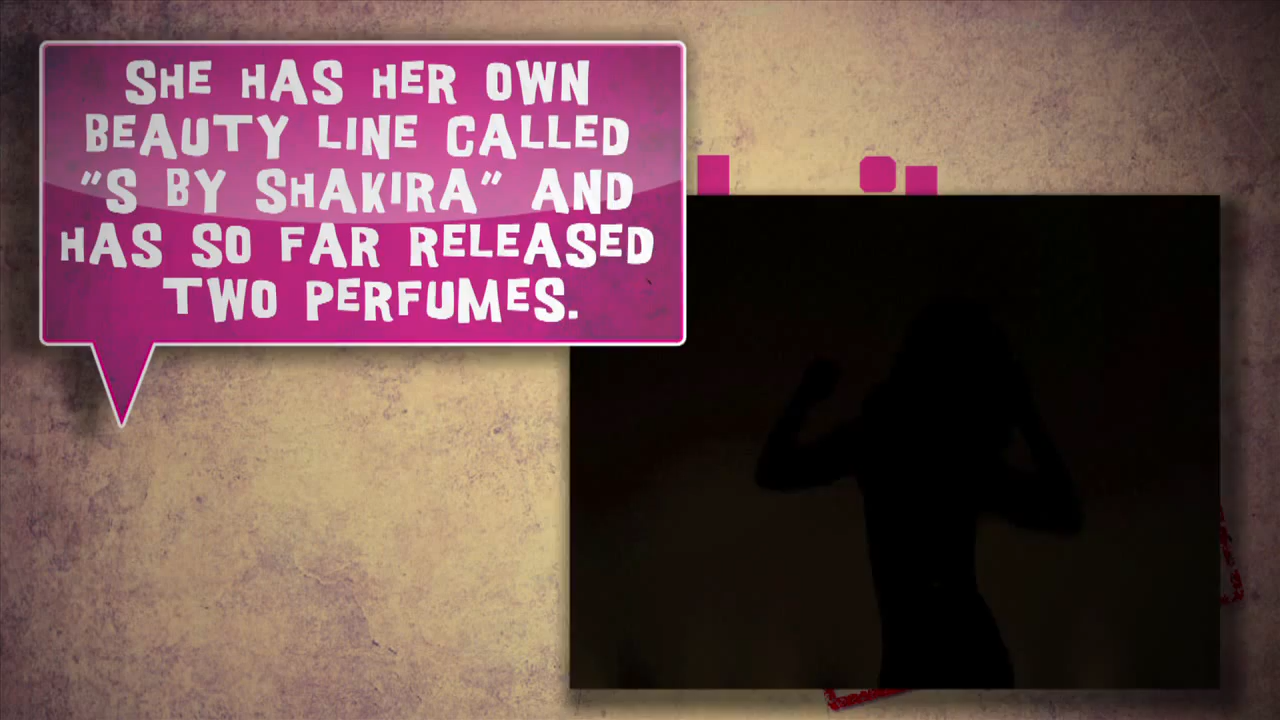 SHE HAS HER OWN
BEAUTY LINE CALLED
"S BY SHAKIRA" AND
HAS SO FAR RELEASED
TWO PERFUMES.